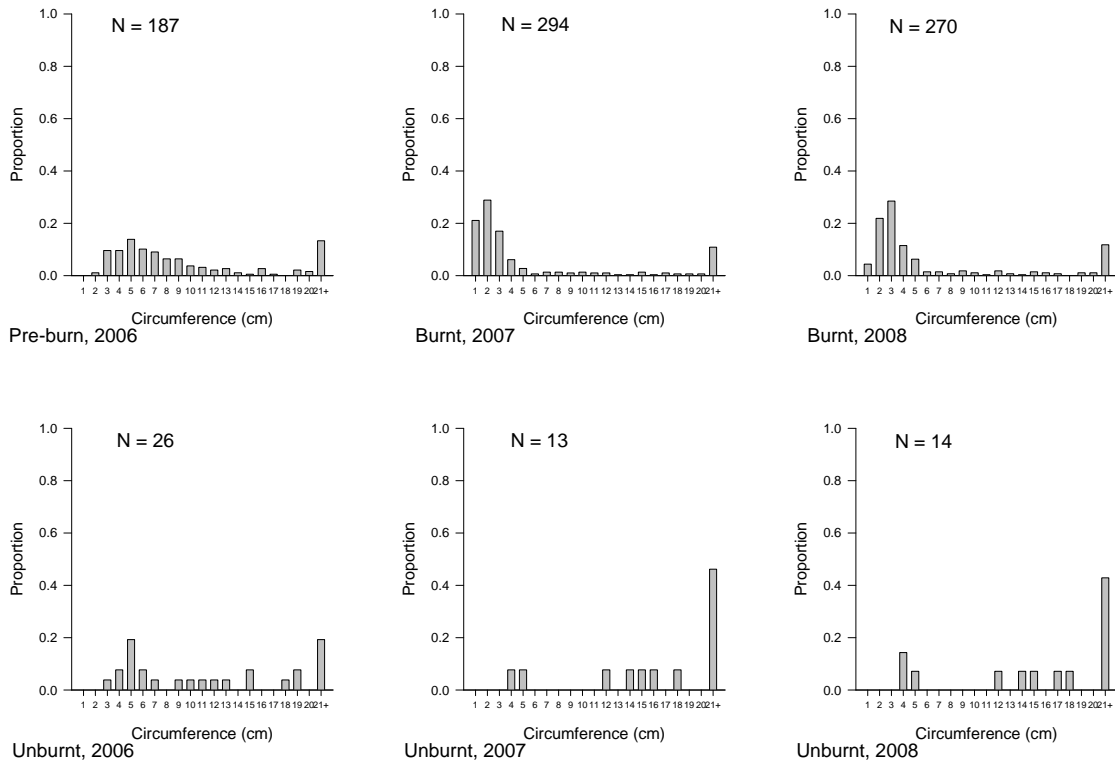 N = 187
1.0
0.8
0.6
0.4
0.2
0.0
Proportion
1 2 3 4 5 6 7 8 9 10 11 12 13 14 15 16 17 18 19 20 21+
Circumference (cm)
Pre-burn, 2006
N = 294
1.0
0.8
0.6
0.4
0.2
0.0
Proportion
1 2 3 4 5 6 7 8 9 10 11 12 13 14 15 16 17 18 19 20 21+
Circumference (cm)
Burnt, 2007
N = 270
1.0
0.8
0.6
0.4
0.2
0.0
Proportion
1 2 3 4 5 6 7 8 9 10 11 12 13 14 15 16 17 18 19 20 21+
Circumference (cm)
Burnt, 2008
N = 26
1.0
0.8
0.6
0.4
0.2
0.0
Proportion
1 2 3 4 5 6 7 8 9 10 11 12 13 14 15 16 17 18 19 20 21+
Circumference (cm)
Unburnt, 2006
N = 13
1.0
0.8
0.6
0.4
0.2
0.0
Proportion
1 2 3 4 5 6 7 8 9 10 11 12 13 14 15 16 17 18 19 20 21+
Circumference (cm)
Unburnt, 2007
N = 14
1.0
0.8
0.6
0.4
0.2
0.0
Proportion
1 2 3 4 5 6 7 8 9 10 11 12 13 14 15 16 17 18 19 20 21+
Circumference (cm)
Unburnt, 2008